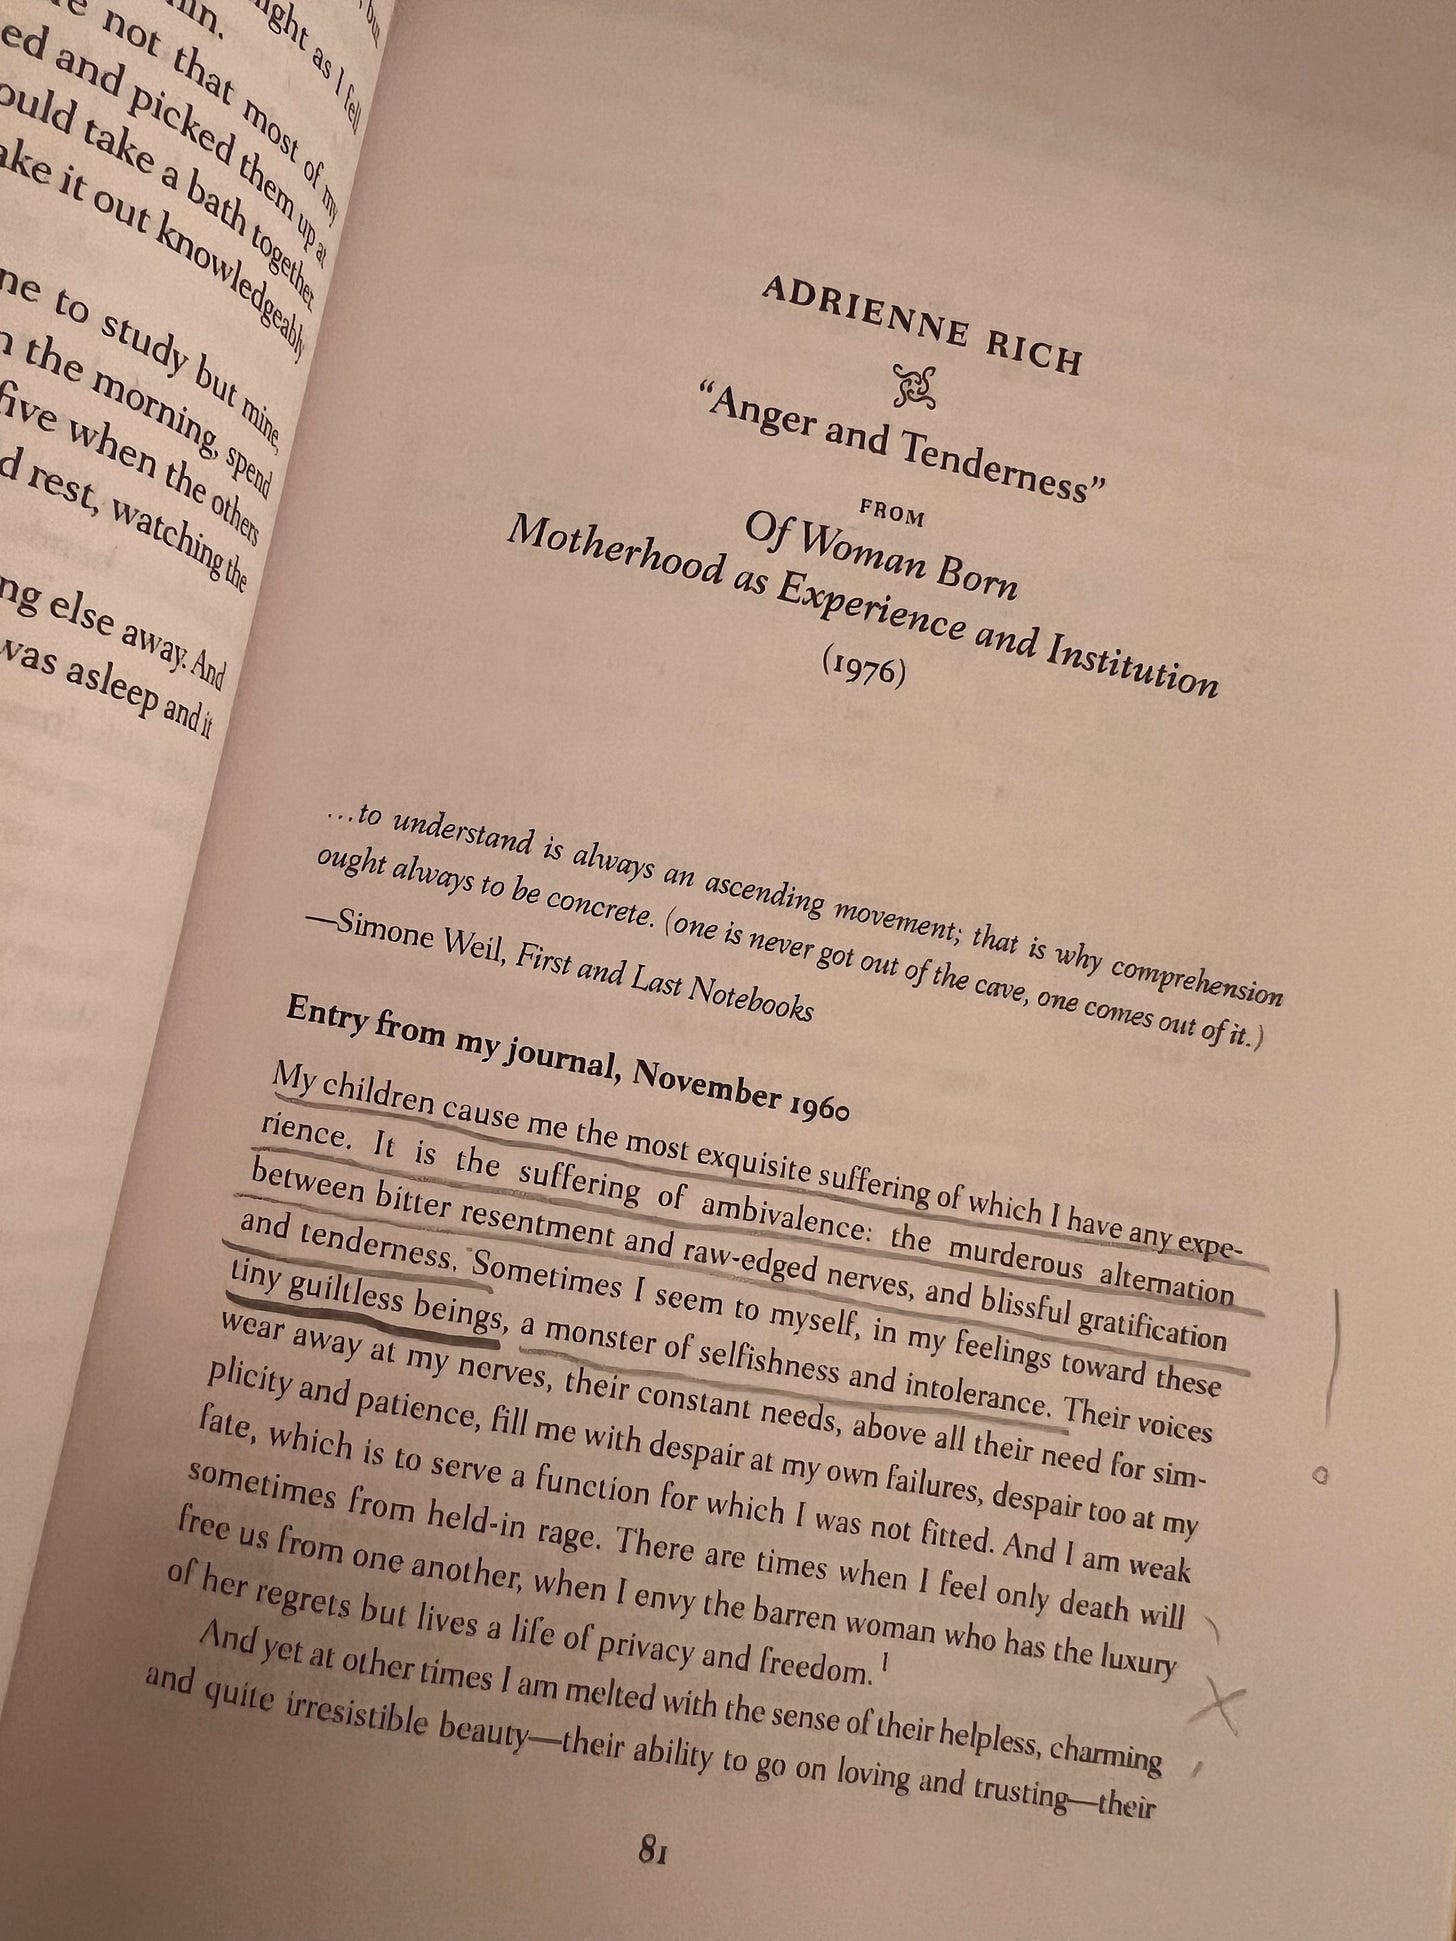 but
night as I fell
not that most of my
ed and picked them up at
ould take a bath together.
ake it out knowledgeably
ne to study but mine,
n the morning, spend
five when the others
d rest, watching the
ng else away. And
was asleep and it
ADRIENNE RICH
“Anger and Tenderness”
FROM
Of Woman Born
Motherhood as Experience and Institution
(1976)
…to understand is always an ascending movement; that is why comprehension
ought always to be concrete. (one is never got out of the cave, one comes out of it.)
—Simone Weil, First and Last Notebooks
Entry from my journal, November 1960
My children cause me the most exquisite suffering of which I have any expe-
rience. It is the suffering of ambivalence: the murderous alternation
between bitter resentment and raw-edged nerves, and blissful gratification
and tenderness. Sometimes I seem to myself, in my feelings toward these
tiny guiltless beings, a monster of selfishness and intolerance. Their voices
wear away at my nerves, their constant needs, above all their need for sim-
plicity and patience, fill me with despair at my own failures, despair too at my
fate, which is to serve a function for which I was not fitted. And I am weak
sometimes from held-in rage. There are times when I feel only death will
free us from one another, when I envy the barren woman who has the luxury
of her regrets but lives a life of privacy and freedom.1
And yet at other times I am melted with the sense of their helpless, charming
and quite irresistible beauty—their ability to go on loving and trusting—their
81